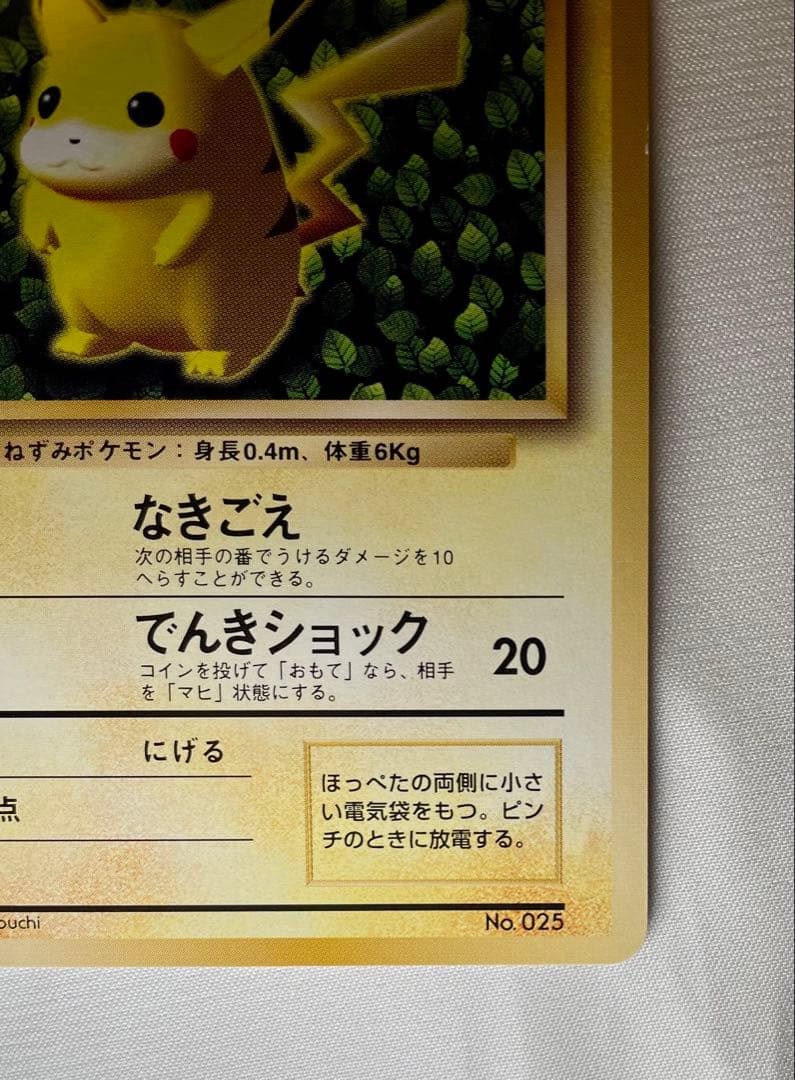 ねずみポケモン：身長0.4m、体重6Kg
なきごえ
次の相手の番でうけるダメージを10
へらすことができる。
でんきショック 20
コインを投げて「おもて」なら、相手
を「マヒ」状態にする。
にげる
点
ほっぺたの両側に小さ
い電気袋をもつ。ピン
チのときに放電する。
ouchi
No. 025